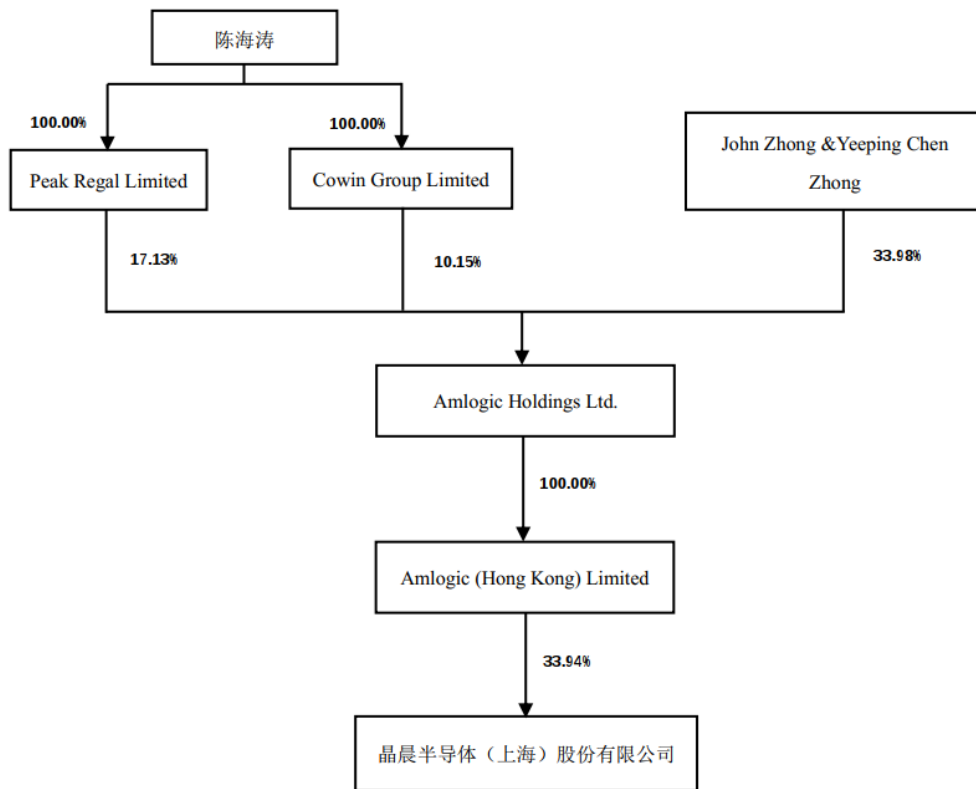 陈海涛
100.00%
100.00%
Peak Regal Limited
Cowin Group Limited
John Zhong &Yeeping Chen
Zhong
17.13%
10.15%
33.98%
Amlogic Holdings Ltd.
100.00%
Amlogic (Hong Kong) Limited
33.94%
晶晨半导体（上海）股份有限公司